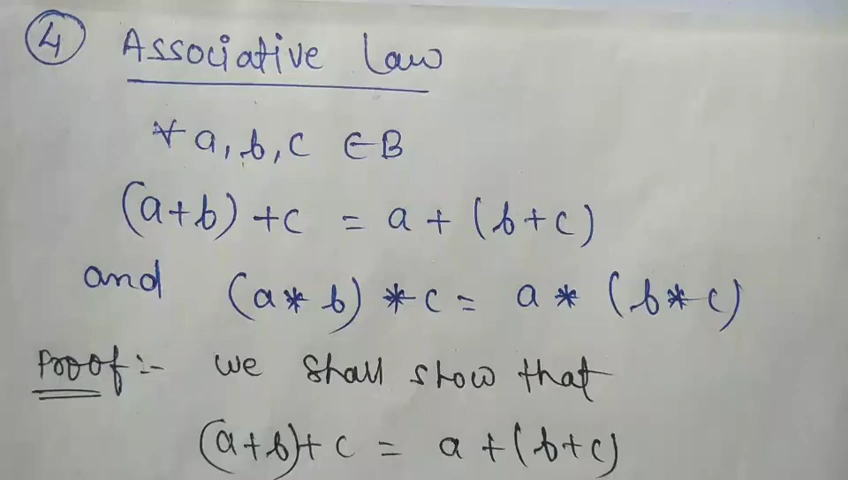 ④ Associative Law
∀ a, b, c ∈ B
(a+b) + c = a + (b+c)
and (a * b) * c = a * (b * c)
Proof:- we shall show that
(a+b)+c = a+(b+c)